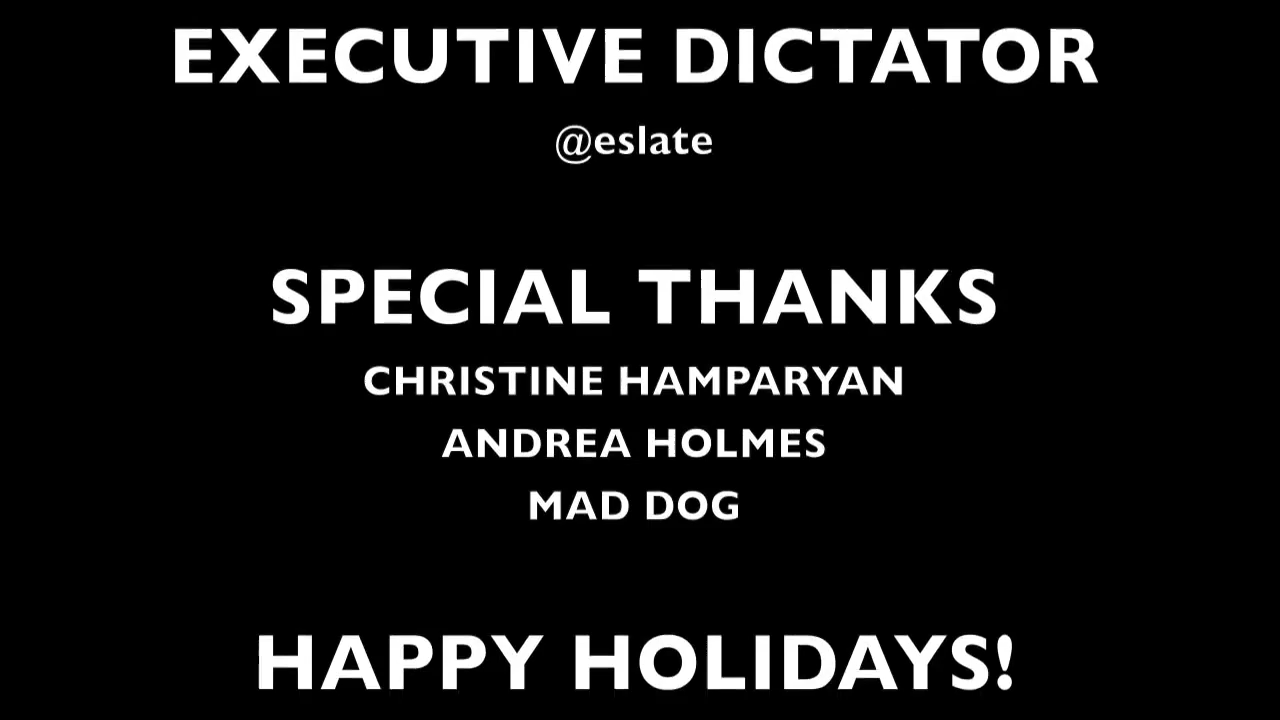 EXECUTIVE DICTATOR
@eslate
SPECIAL THANKS
CHRISTINE HAMPARYAN
ANDREA HOLMES
MAD DOG
HAPPY HOLIDAYS!